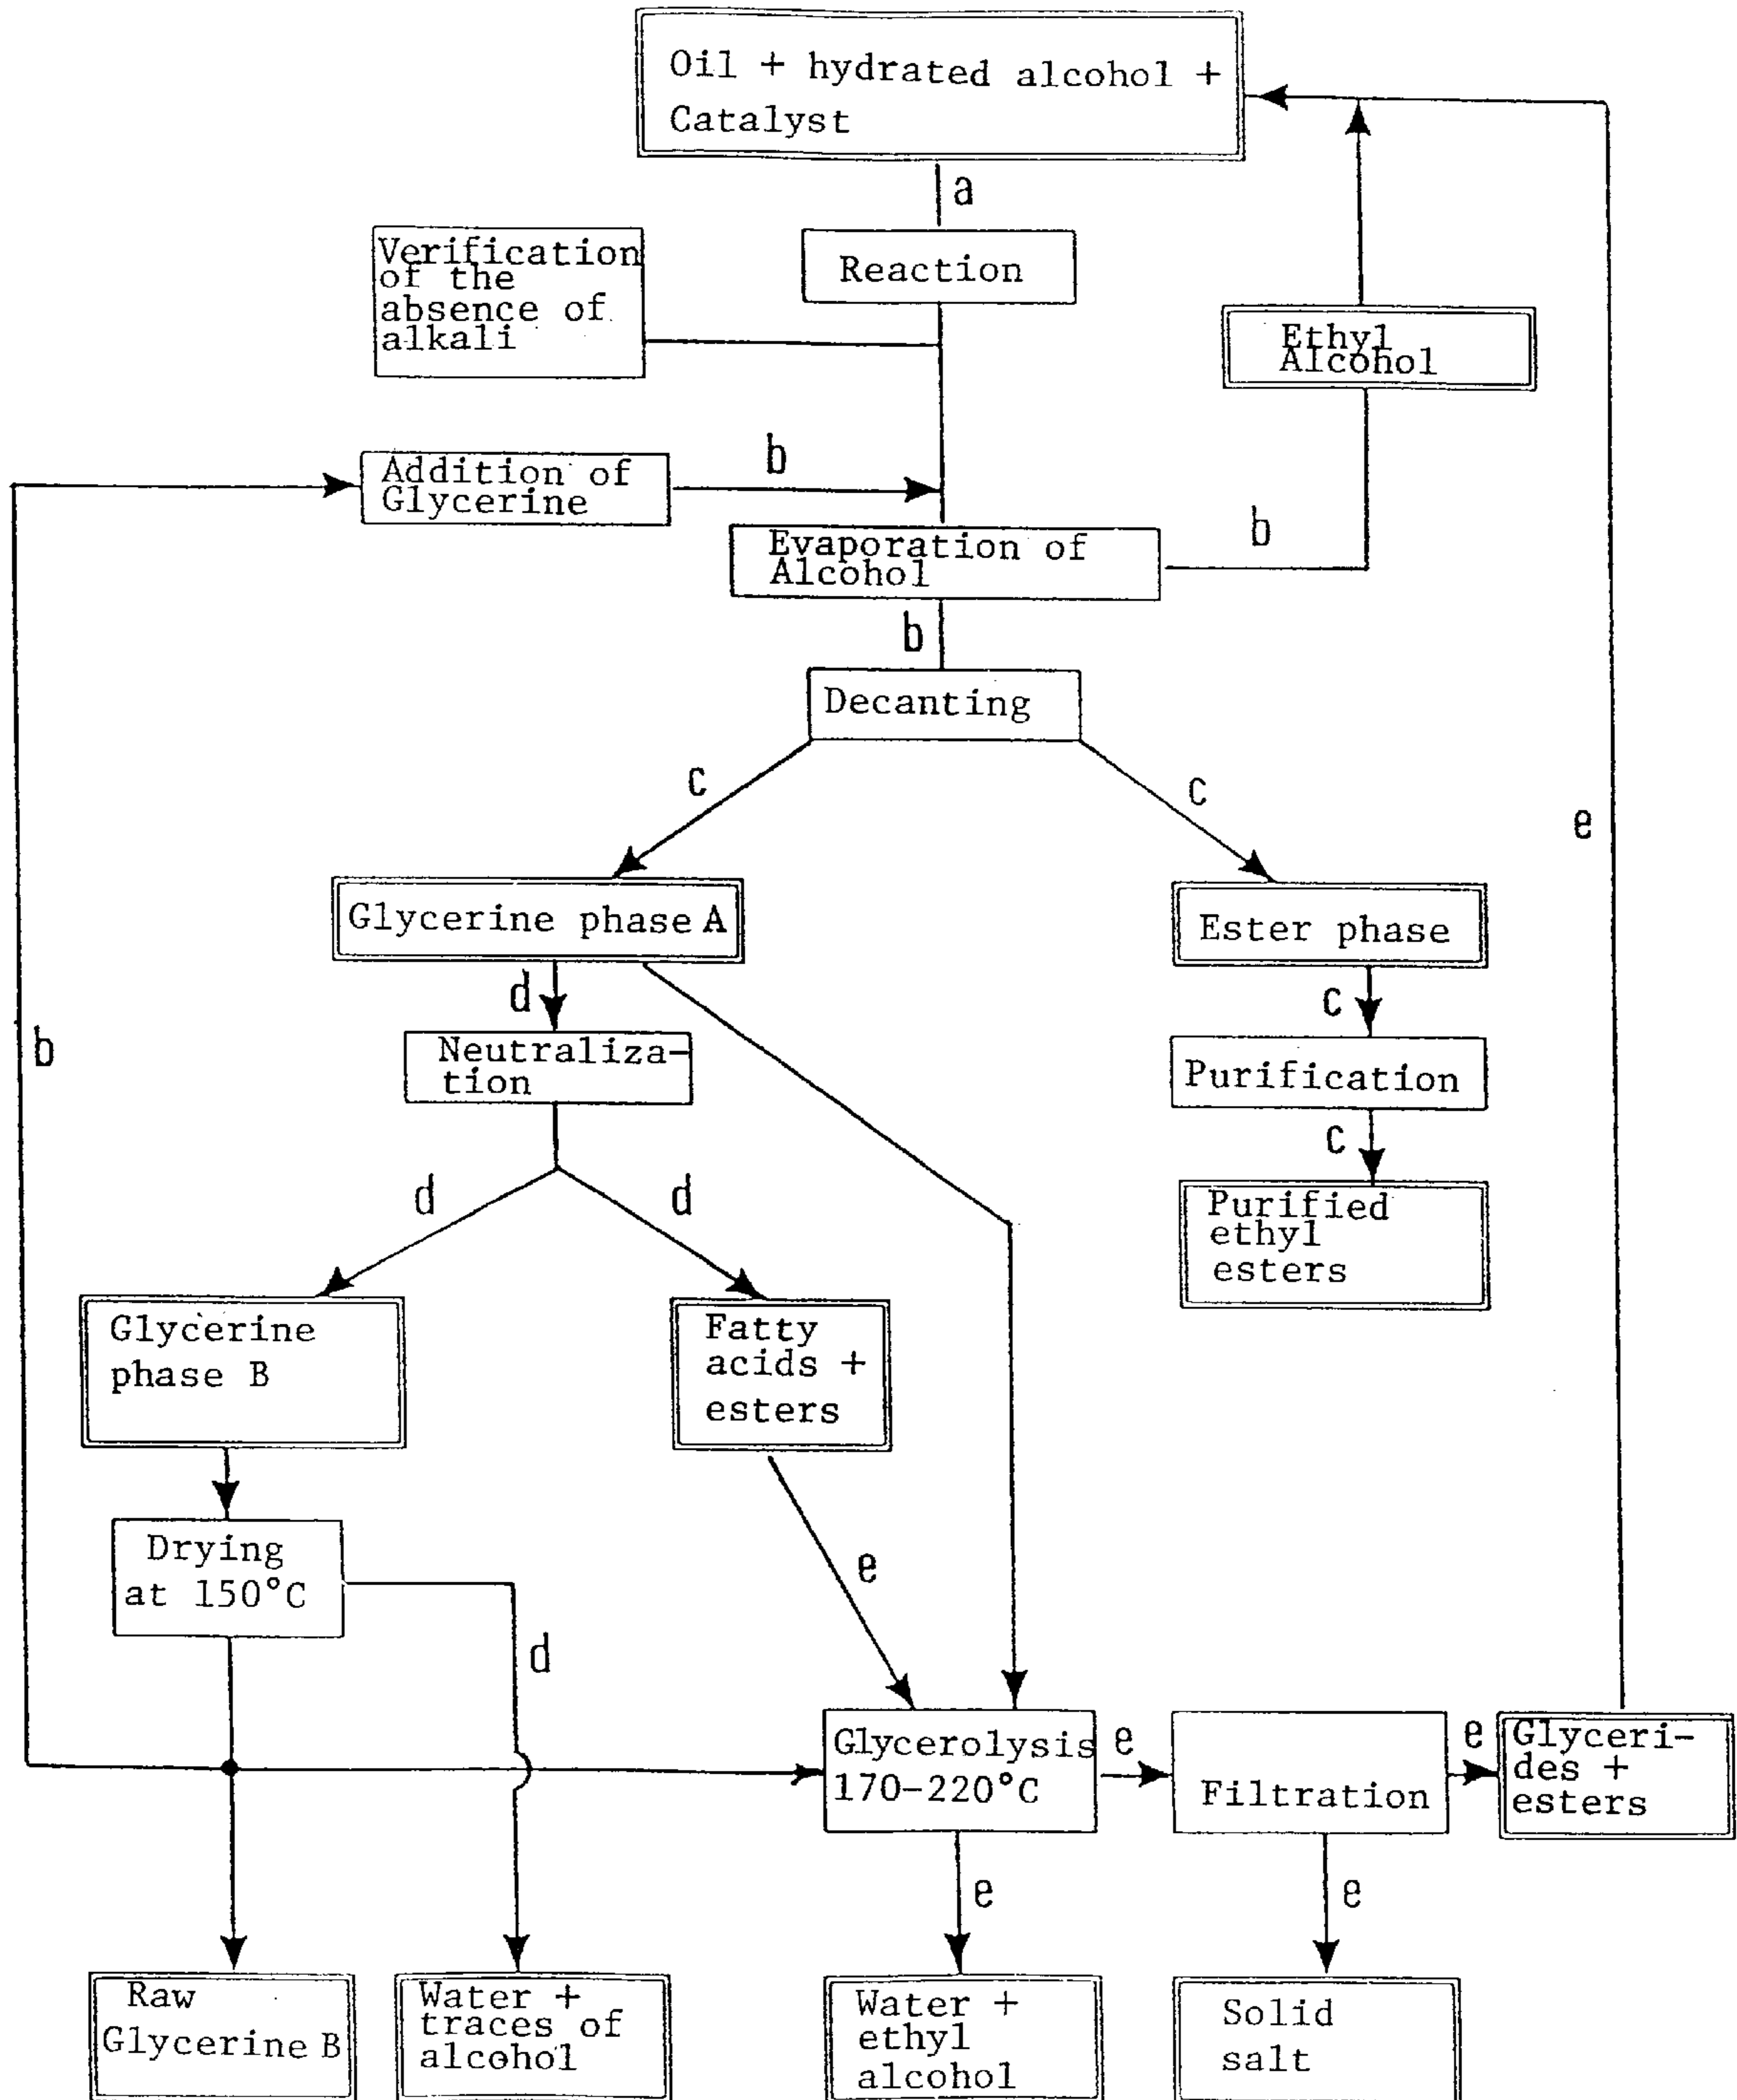 Oil + hydrated alcohol +
Catalyst
a
Verification
of the
absence of
alkali
Reaction
Ethyl
Alcohol
Addition of
Glycerine
b
Evaporation of
Alcohol
b
b
Decanting
c
c
e
Glycerine phase A
Ester phase
d
c
b
Neutraliza-
tion
Purification
c
d
d
Purified
ethyl
esters
Glycerine
phase B
Fatty
acids +
esters
Drying
at 150°C
e
d
Glycerolysis
170-220°C
e
Filtration
e
Glyceri-
des +
esters
e
e
Raw
Glycerine B
Water +
traces of
alcohol
Water +
ethyl
alcohol
Solid
salt